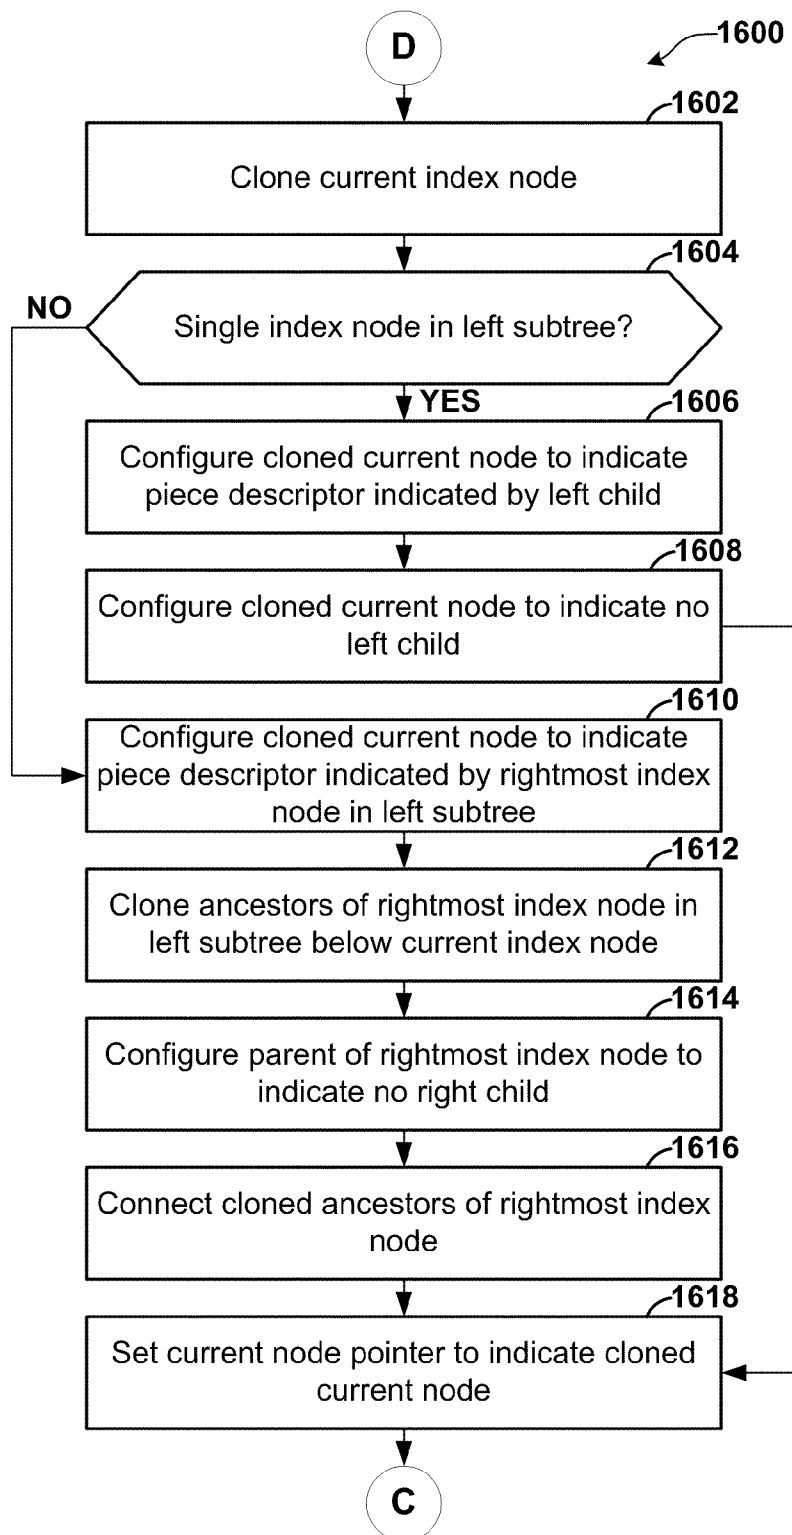 D
1600
1602
Clone current index node
1604
NO
Single index node in left subtree?
YES
1606
Configure cloned current node to indicate
piece descriptor indicated by left child
1608
Configure cloned current node to indicate no
left child
1610
Configure cloned current node to indicate
piece descriptor indicated by rightmost index
node in left subtree
1612
Clone ancestors of rightmost index node in
left subtree below current index node
1614
Configure parent of rightmost index node to
indicate no right child
1616
Connect cloned ancestors of rightmost index
node
1618
Set current node pointer to indicate cloned
current node
C